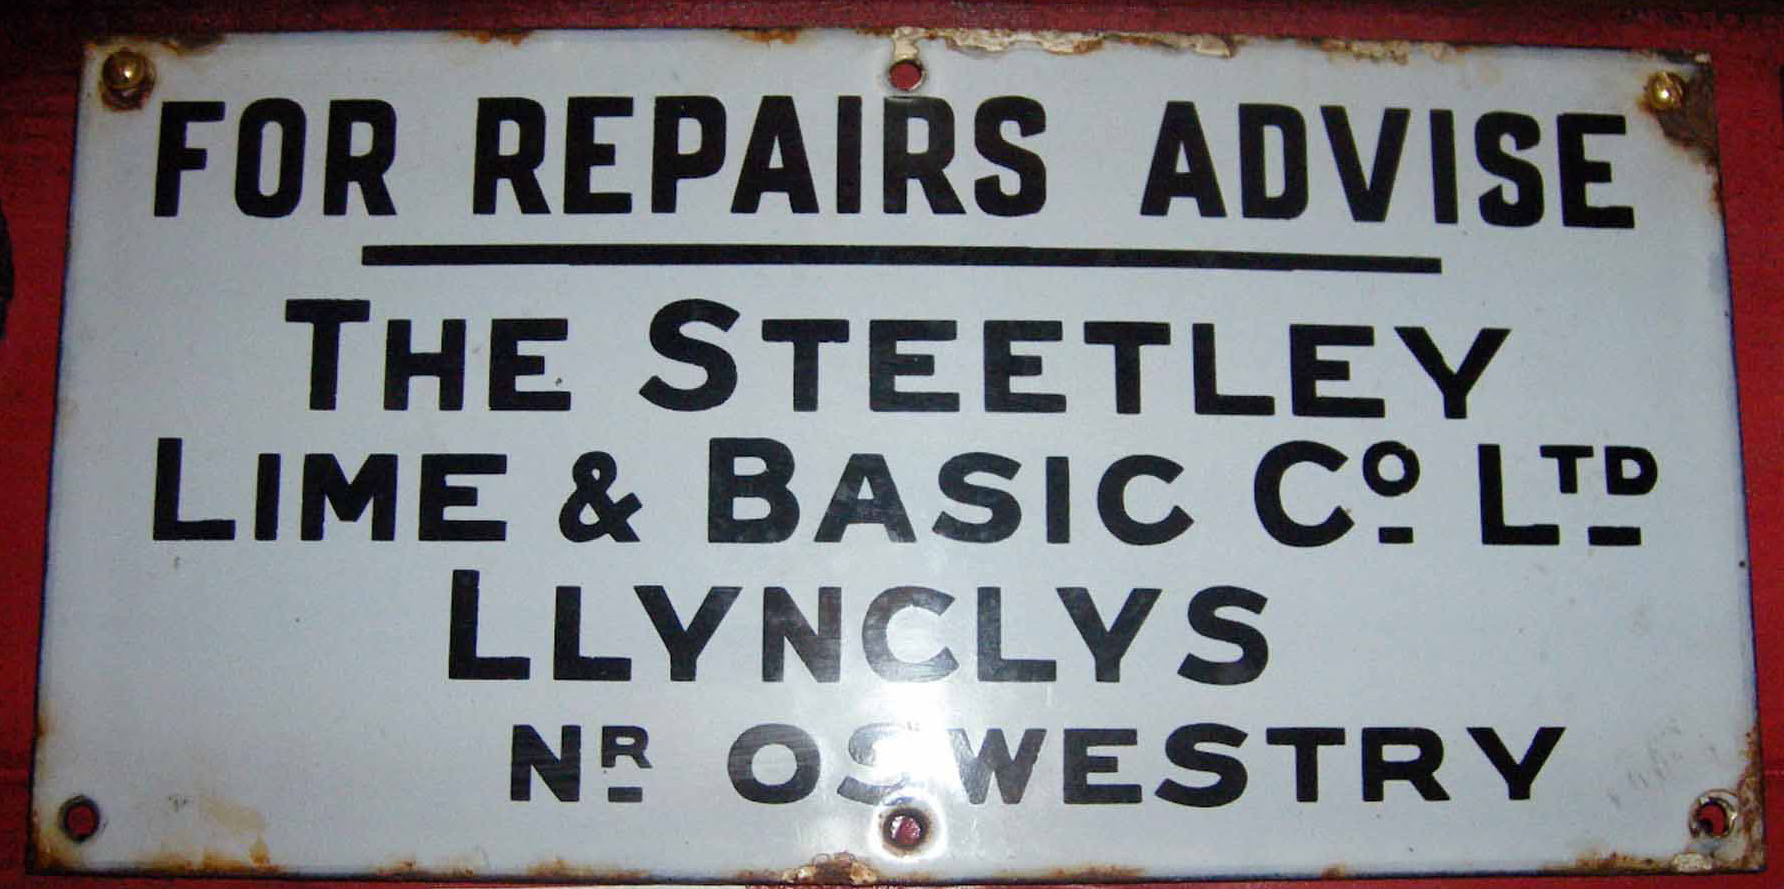 FOR REPAIRS ADVISE
THE STEETLEY
LIME & BASIC CO LTD
LLYNCLYS
NR OSWESTRY